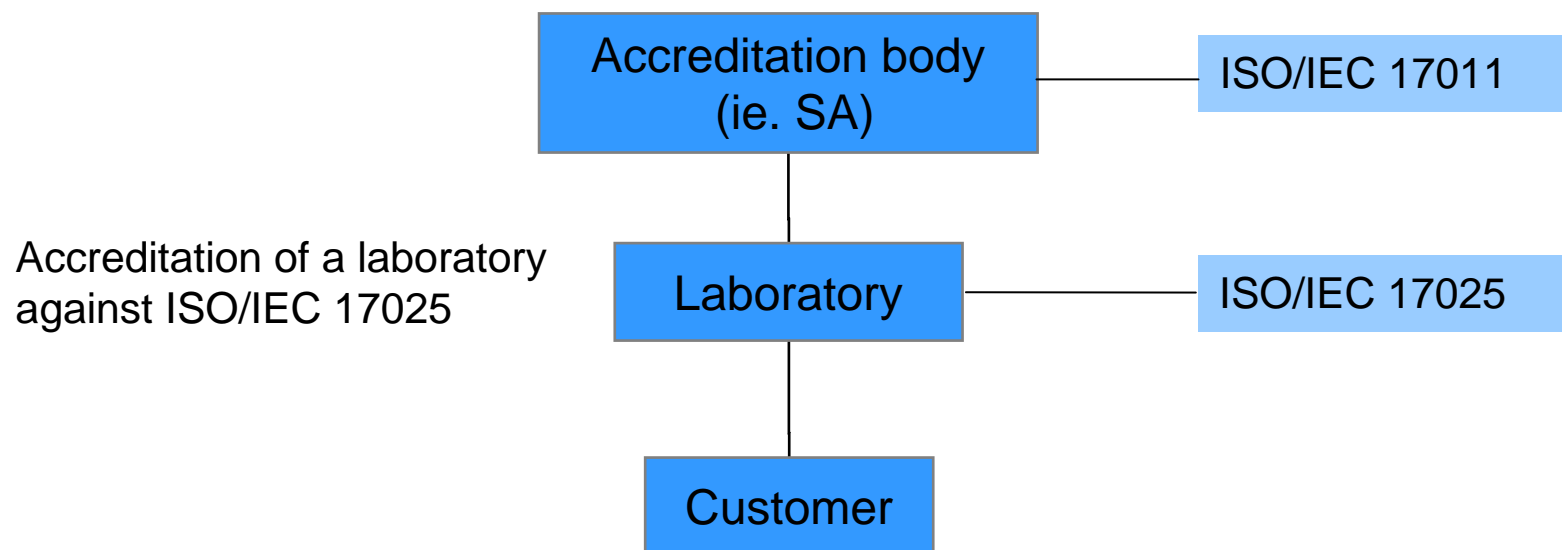 Accreditation body
(ie. SA)
ISO/IEC 17011
Accreditation of a laboratory
against ISO/IEC 17025
Laboratory
ISO/IEC 17025
Customer